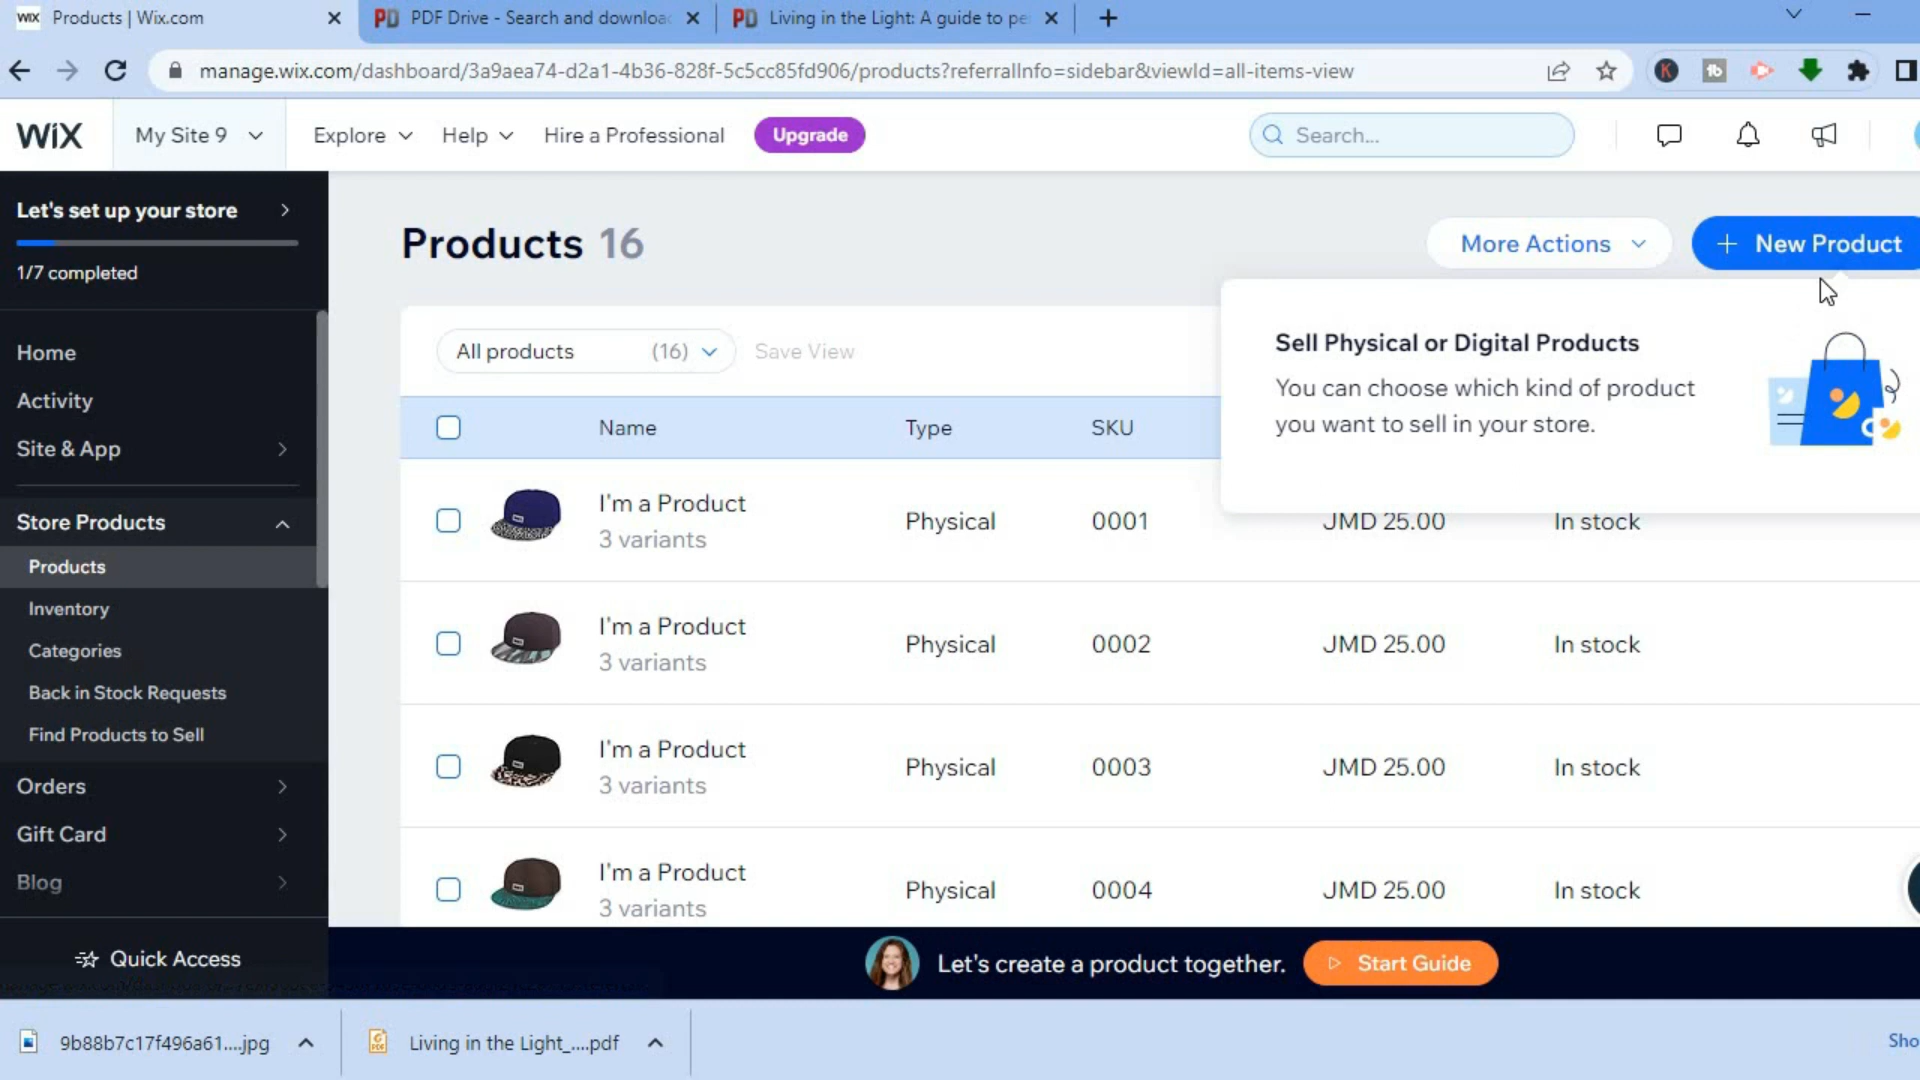 WiX Products | Wix.com
PD PDF Drive - Search and downloa
PD Living in the Light: A guide to pe
manage.wix.com/dashboard/3a9aea74-d2a1-4b36-828f-5c5cc85fd906/products?referralInfo=sidebar&viewId=all-items-view
K
tb
WiX
My Site 9
Explore
Help
Hire a Professional
Upgrade
Search...
Let's set up your store
1/7 completed
Home
Activity
Site & App
Store Products
Products
Inventory
Categories
Back in Stock Requests
Find Products to Sell
Orders
Gift Card
Blog
Quick Access
Products 16
More Actions
+ New Product
All products (16)
Save View
Sell Physical or Digital Products
You can choose which kind of product
you want to sell in your store.
Name Type SKU
I'm a Product
3 variants
Physical 0001 JMD 25.00 In stock
I'm a Product
3 variants
Physical 0002 JMD 25.00 In stock
I'm a Product
3 variants
Physical 0003 JMD 25.00 In stock
I'm a Product
3 variants
Physical 0004 JMD 25.00 In stock
Let's create a product together.
Start Guide
9b88b7c17f496a61....jpg
Living in the Light_....pdf
Sho